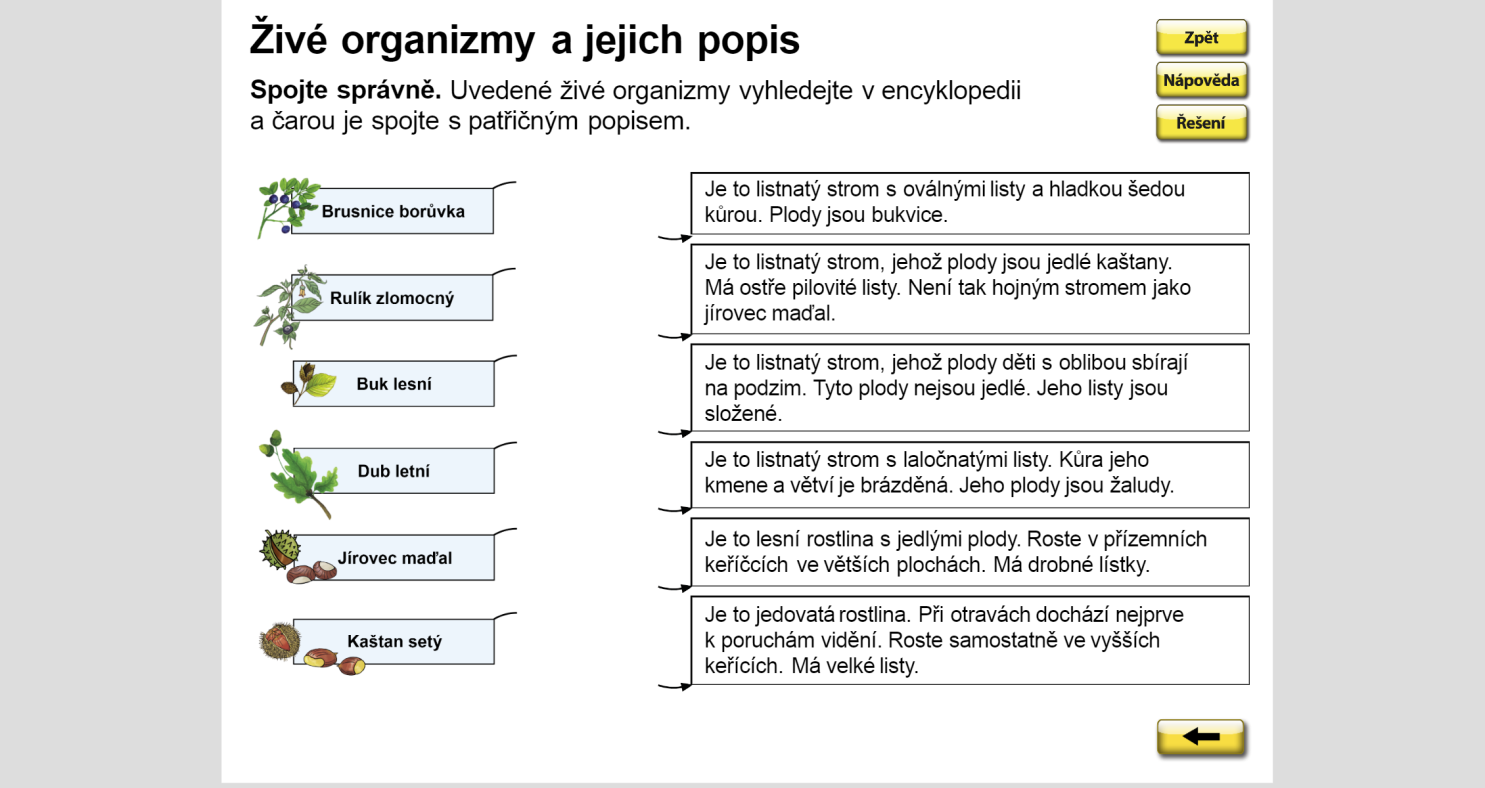 Živé organizmy a jejich popis
Zpět
Spojte správně. Uvedené živé organizmy vyhledejte v encyklopedii
Nápověda
a čarou je spojte s patřičným popisem.
Řešení
Brusnice borůvka
Rulík zlomocný
Buk lesní
Dub letní
Jírovec maďal
Kaštan setý
Je to listnatý strom s oválnými listy a hladkou šedou
kůrou. Plody jsou bukvice.
Je to listnatý strom, jehož plody jsou jedlé kaštany.
Má ostře pilovité listy. Není tak hojným stromem jako
jírovec maďal.
Je to listnatý strom, jehož plody děti s oblibou sbírají
na podzim. Tyto plody nejsou jedlé. Jeho listy jsou
složené.
Je to listnatý strom s laločnatými listy. Kůra jeho
kmene a větví je brázděná. Jeho plody jsou žaludy.
Je to lesní rostlina s jedlými plody. Roste v přízemních
keříčcích ve větších plochách. Má drobné lístky.
Je to jedovatá rostlina. Při otravách dochází nejprve
k poruchám vidění. Roste samostatně ve vyšších
keřících. Má velké listy.